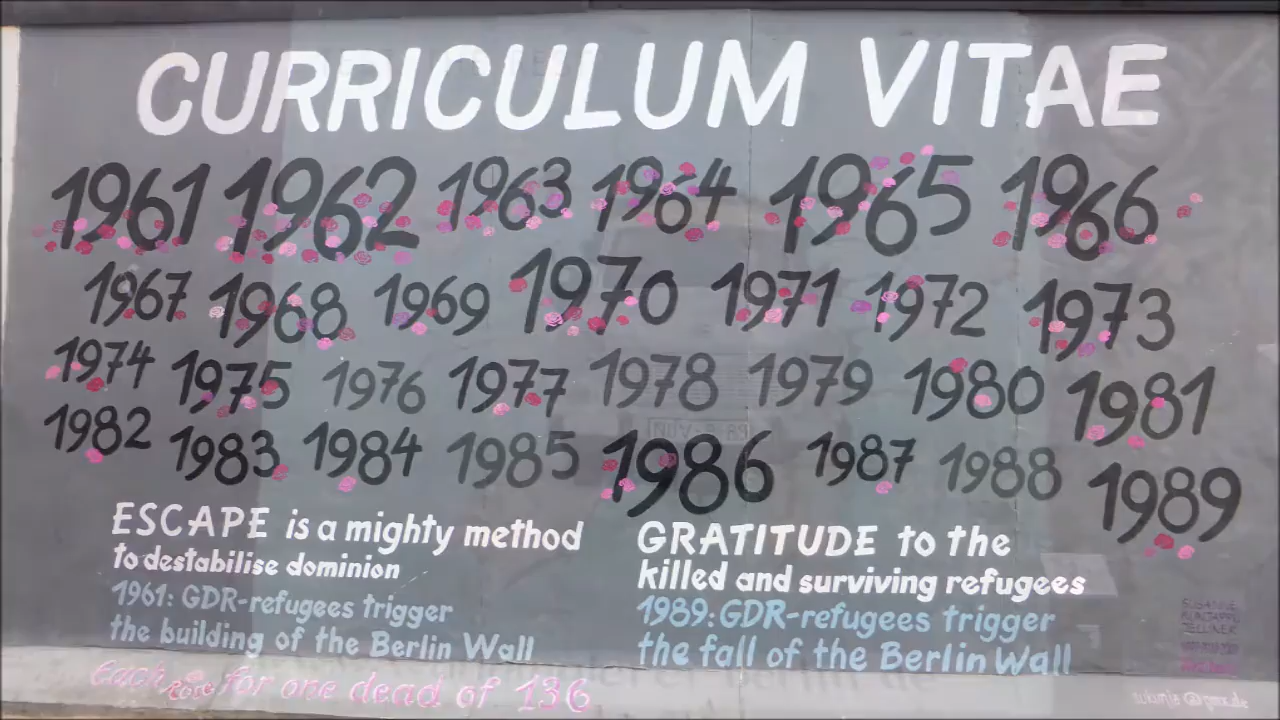 CURRICULUM VITAE
1961 1962 1963 1964 1965 1966
1967 1968 1969 1970 1971 1972 1973
1974 1975 1976 1977 1978 1979 1980 1981
1982 1983 1984 1985 1986 1987 1988 1989
ESCAPE is a mighty method
to destabilise dominion
1961: GDR-refugees trigger
the building of the Berlin Wall
GRATITUDE to the
killed and surviving refugees
1989: GDR-refugees trigger
the fall of the Berlin Wall
Each rose for one dead of 136
SUSANNE